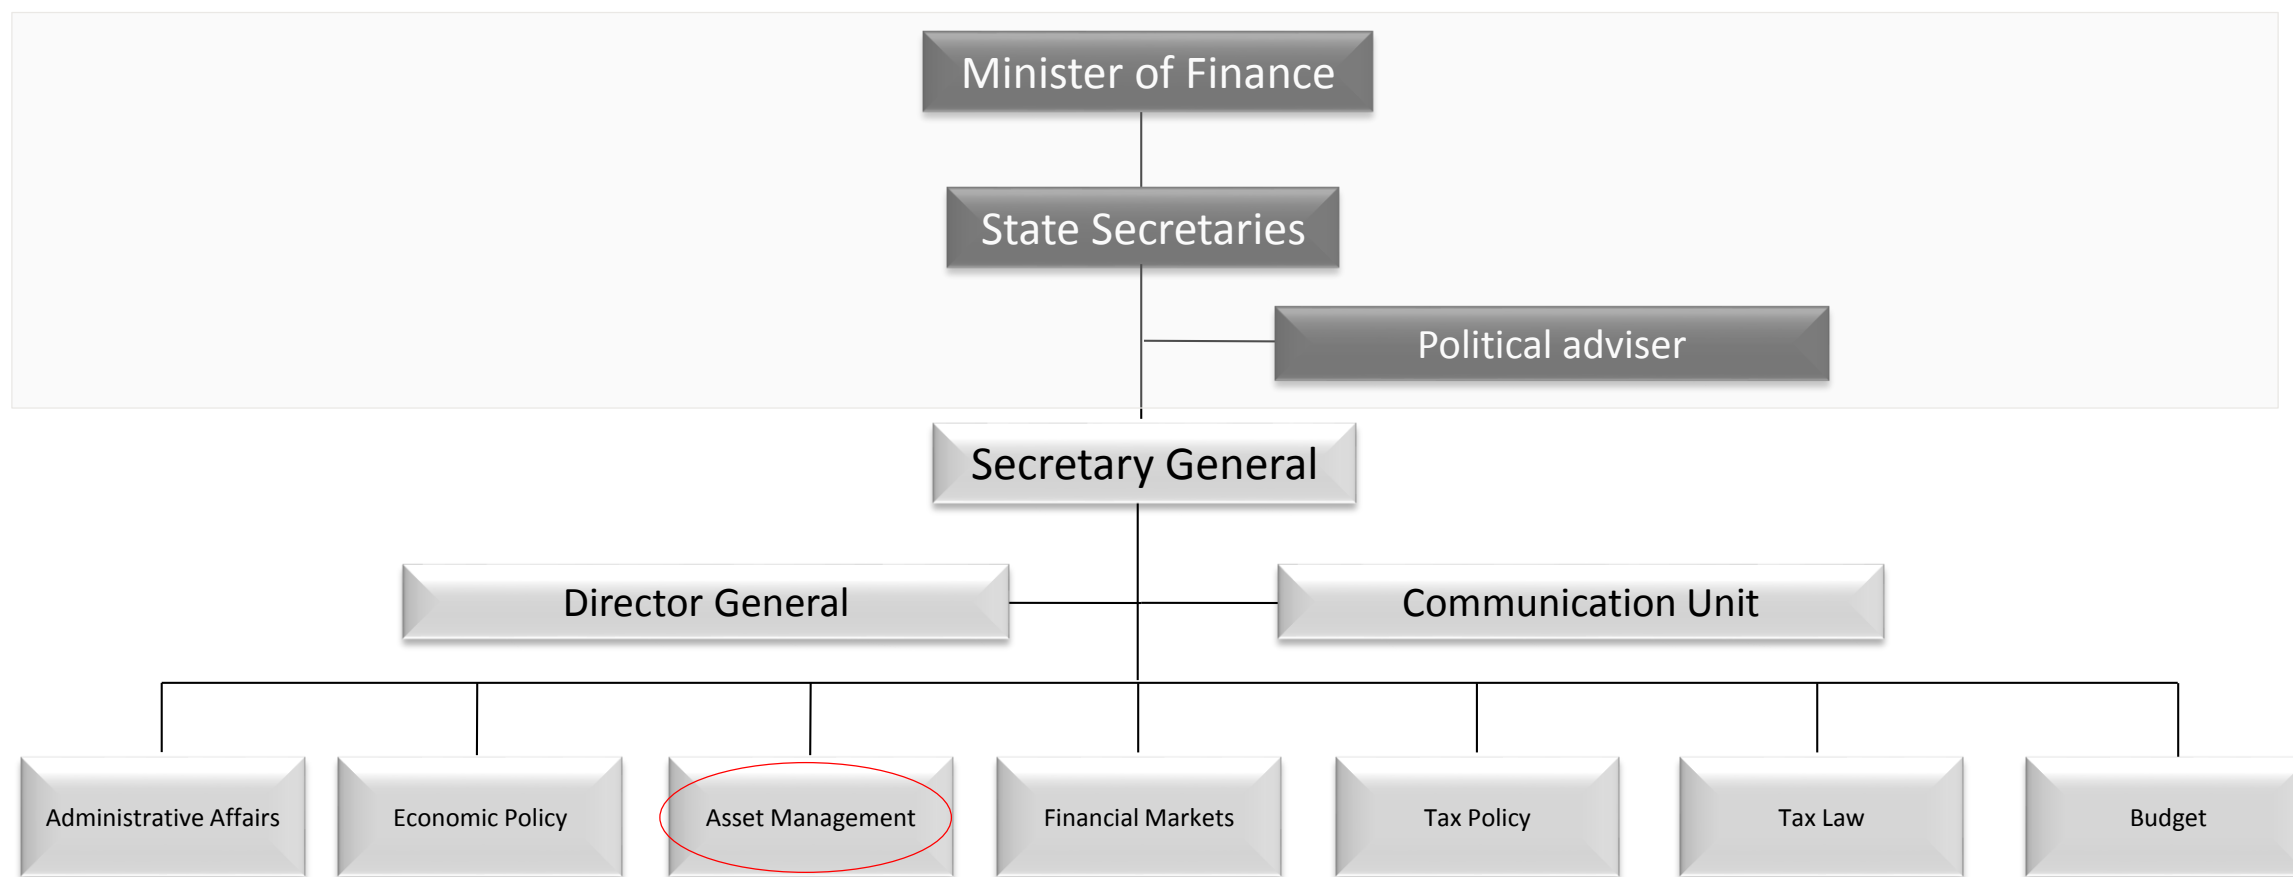 Minister of Finance
State Secretaries
Political adviser
Secretary General
Director General
Communication Unit
Administrative Affairs
Economic Policy
Asset Management
Financial Markets
Tax Policy
Tax Law
Budget